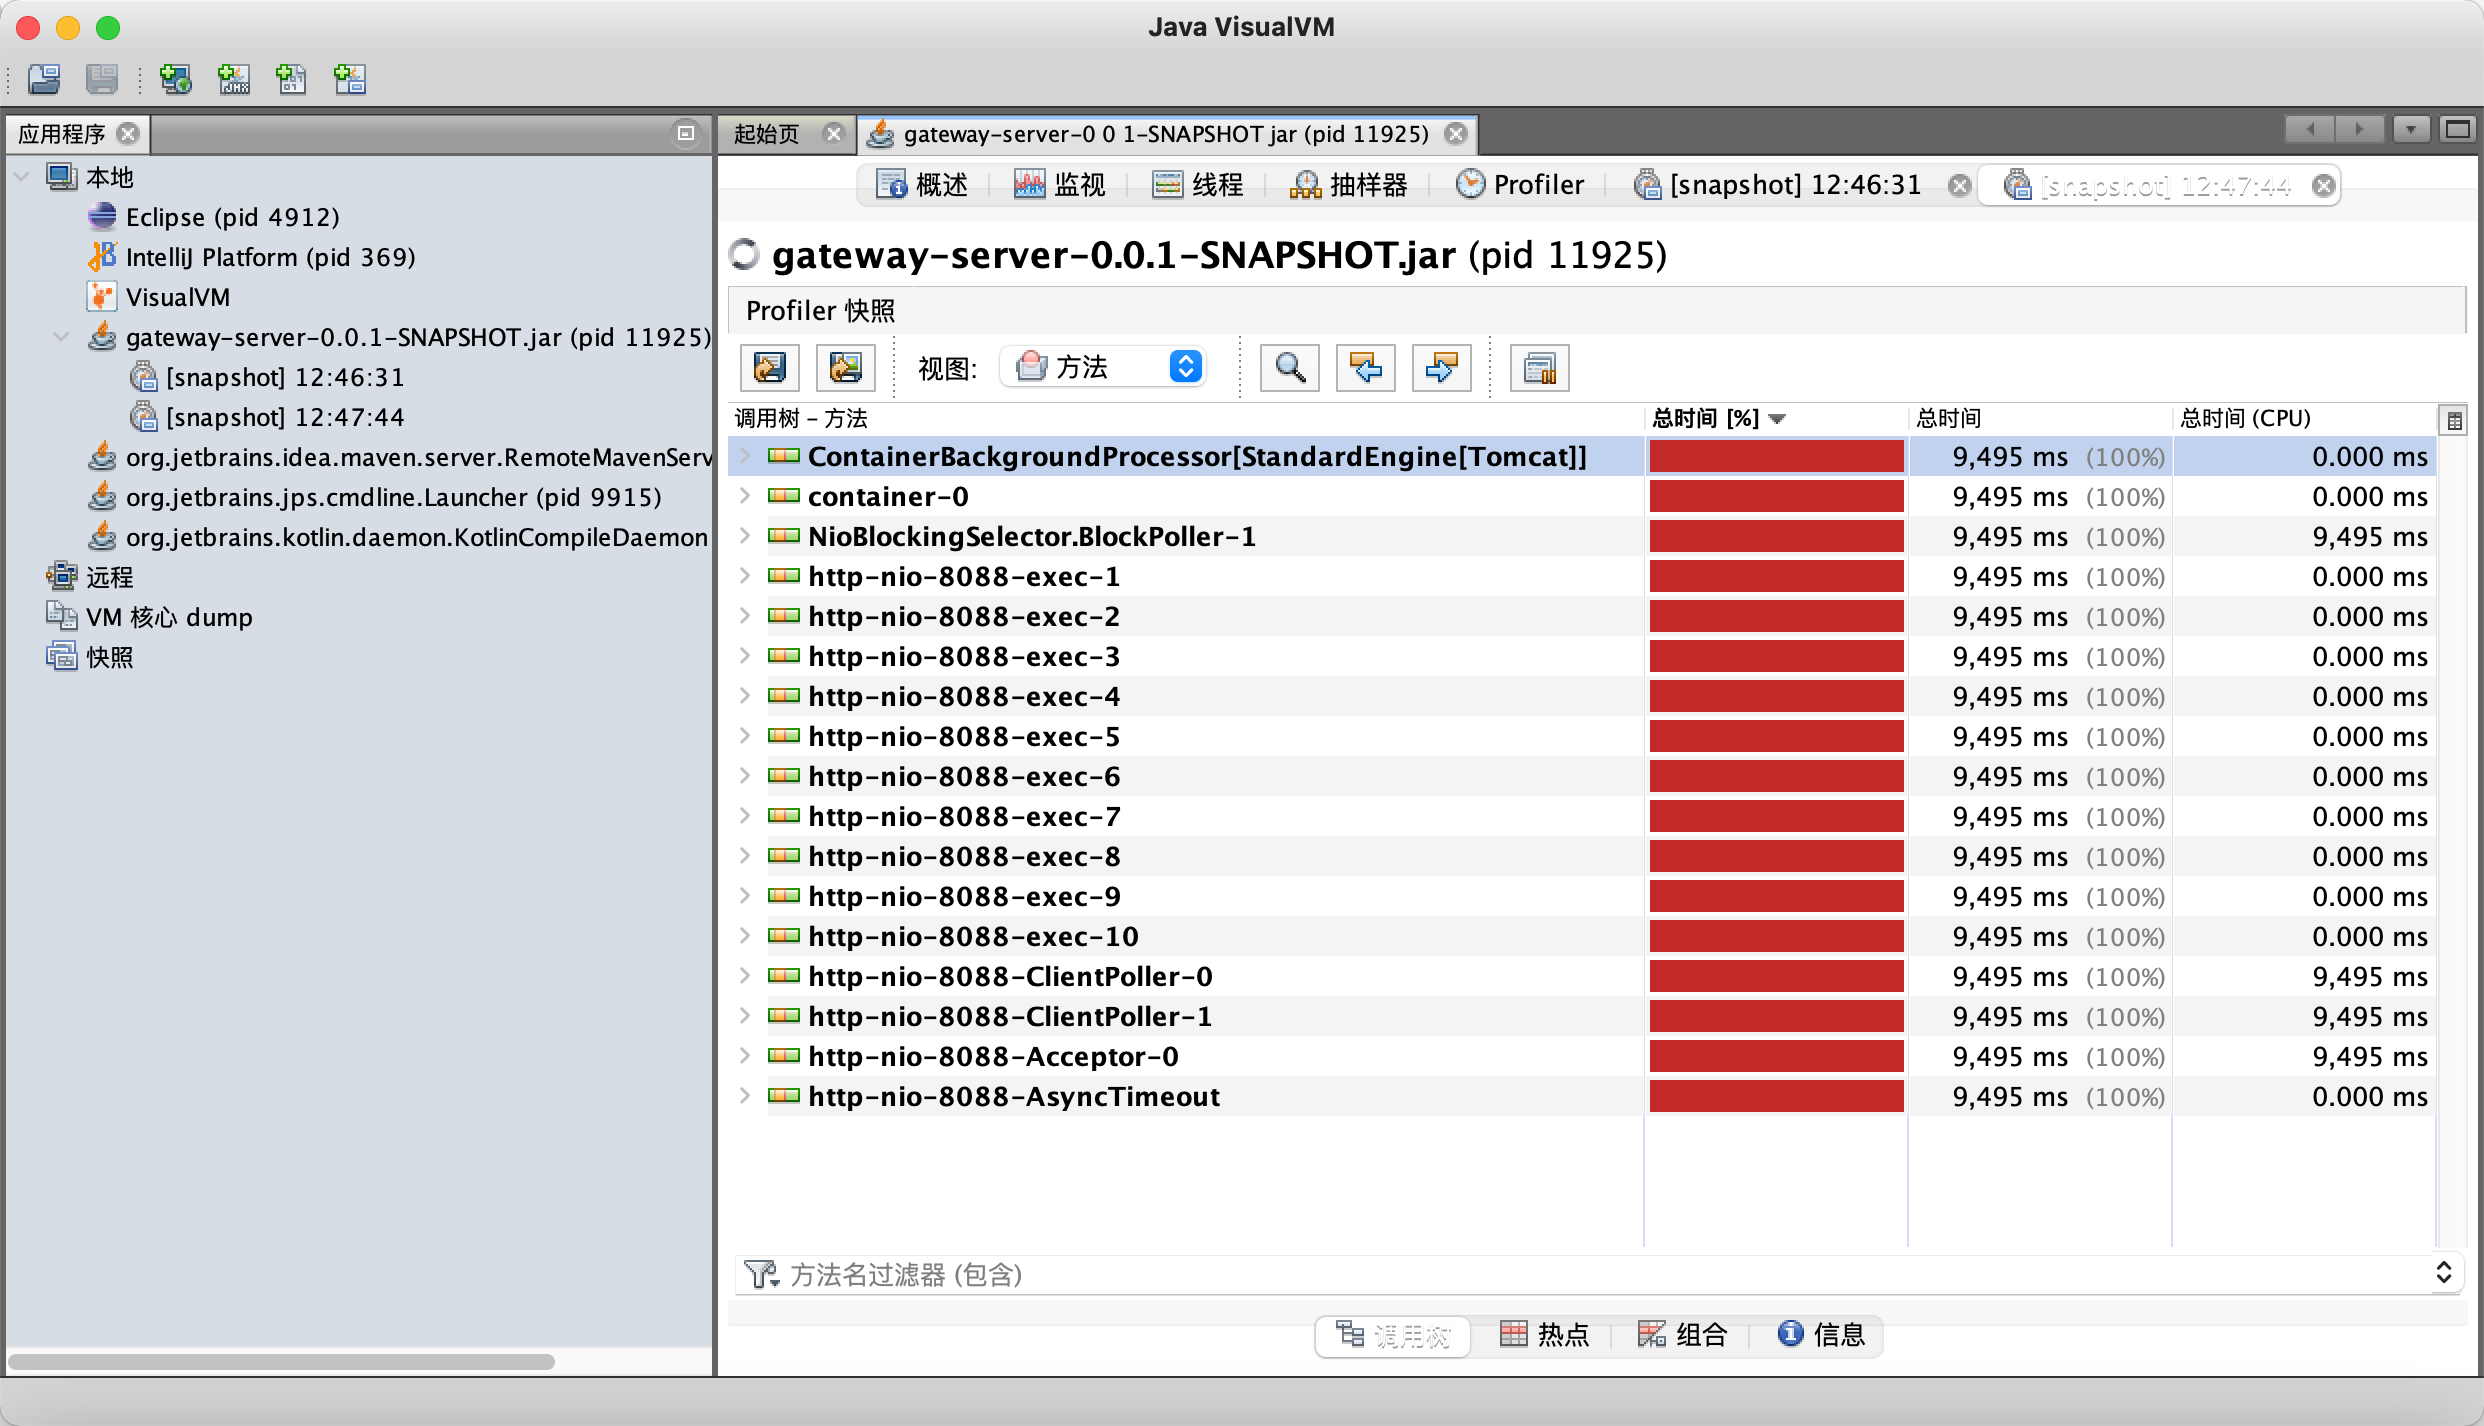 Java VisualVM
应用程序
本地
Eclipse (pid 4912)
IntelliJ Platform (pid 369)
VisualVM
gateway-server-0.0.1-SNAPSHOT.jar (pid 11925)
[snapshot] 12:46:31
[snapshot] 12:47:44
org.jetbrains.idea.maven.server.RemoteMavenServ
org.jetbrains.jps.cmdline.Launcher (pid 9915)
org.jetbrains.kotlin.daemon.KotlinCompileDaemon
远程
VM 核心 dump
快照
起始页 gateway-server-0 0 1-SNAPSHOT jar (pid 11925)
概述 监视 线程 抽样器 Profiler [snapshot] 12:46:31 [snapshot] 12:47:44
gateway-server-0.0.1-SNAPSHOT.jar (pid 11925)
Profiler 快照
视图: 方法
调用树 – 方法 总时间 [%] 总时间 总时间 (CPU)
ContainerBackgroundProcessor[StandardEngine[Tomcat]] 9,495 ms (100%) 0.000 ms
container-0 9,495 ms (100%) 0.000 ms
NioBlockingSelector.BlockPoller-1 9,495 ms (100%) 9,495 ms
http-nio-8088-exec-1 9,495 ms (100%) 0.000 ms
http-nio-8088-exec-2 9,495 ms (100%) 0.000 ms
http-nio-8088-exec-3 9,495 ms (100%) 0.000 ms
http-nio-8088-exec-4 9,495 ms (100%) 0.000 ms
http-nio-8088-exec-5 9,495 ms (100%) 0.000 ms
http-nio-8088-exec-6 9,495 ms (100%) 0.000 ms
http-nio-8088-exec-7 9,495 ms (100%) 0.000 ms
http-nio-8088-exec-8 9,495 ms (100%) 0.000 ms
http-nio-8088-exec-9 9,495 ms (100%) 0.000 ms
http-nio-8088-exec-10 9,495 ms (100%) 0.000 ms
http-nio-8088-ClientPoller-0 9,495 ms (100%) 9,495 ms
http-nio-8088-ClientPoller-1 9,495 ms (100%) 9,495 ms
http-nio-8088-Acceptor-0 9,495 ms (100%) 9,495 ms
http-nio-8088-AsyncTimeout 9,495 ms (100%) 0.000 ms
方法名过滤器 (包含)
调用树 热点 组合 信息